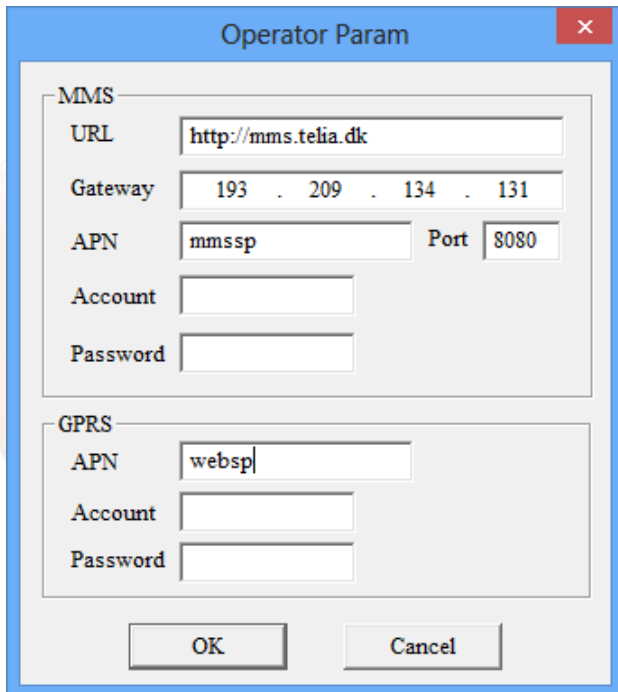 Operator Param
MMS
URL http://mms.telia.dk
Gateway 193 . 209 . 134 . 131
APN mmssp Port 8080
Account
Password
GPRS
APN websp
Account
Password
OK Cancel